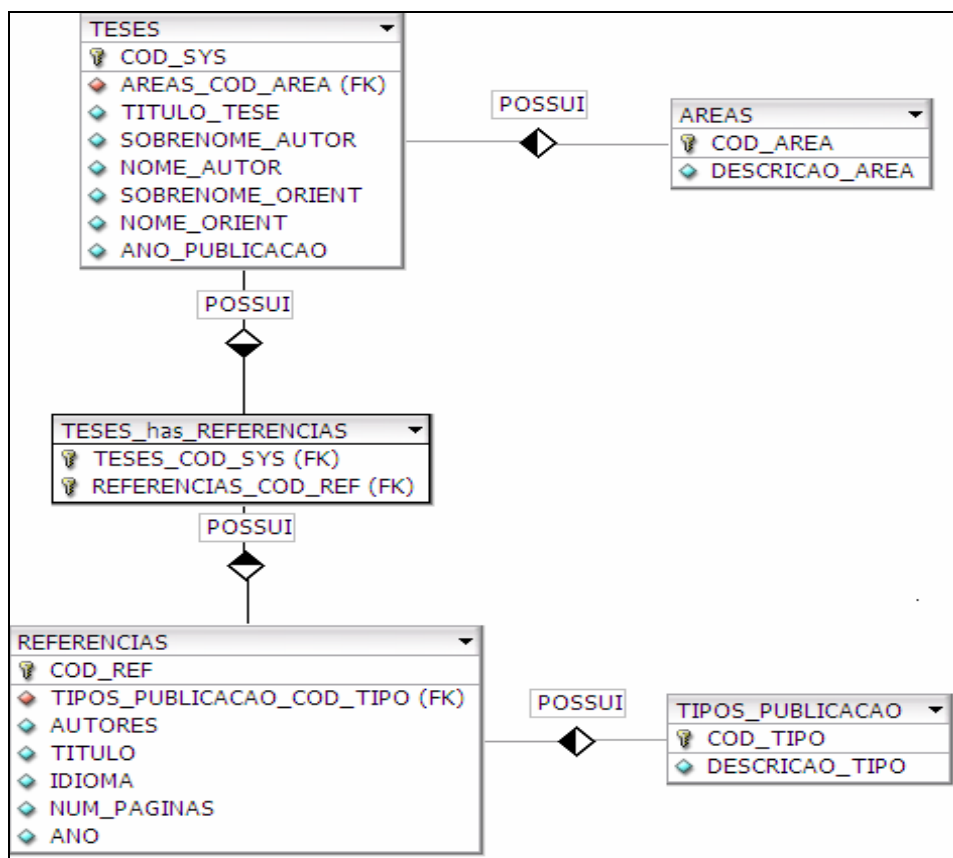 TESES
COD_SYS
AREAS_COD_AREA (FK)
TITULO_TESE
SOBRENOME_AUTOR
NOME_AUTOR
SOBRENOME_ORIENT
NOME_ORIENT
ANO_PUBLICACAO
POSSUI
AREAS
COD_AREA
DESCRICAO_AREA
POSSUI
TESES_has_REFERENCIAS
TESES_COD_SYS (FK)
REFERENCIAS_COD_REF (FK)
POSSUI
REFERENCIAS
COD_REF
TIPOS_PUBLICACAO_COD_TIPO (FK)
AUTORES
TITULO
IDIOMA
NUM_PAGINAS
ANO
POSSUI
TIPOS_PUBLICACAO
COD_TIPO
DESCRICAO_TIPO